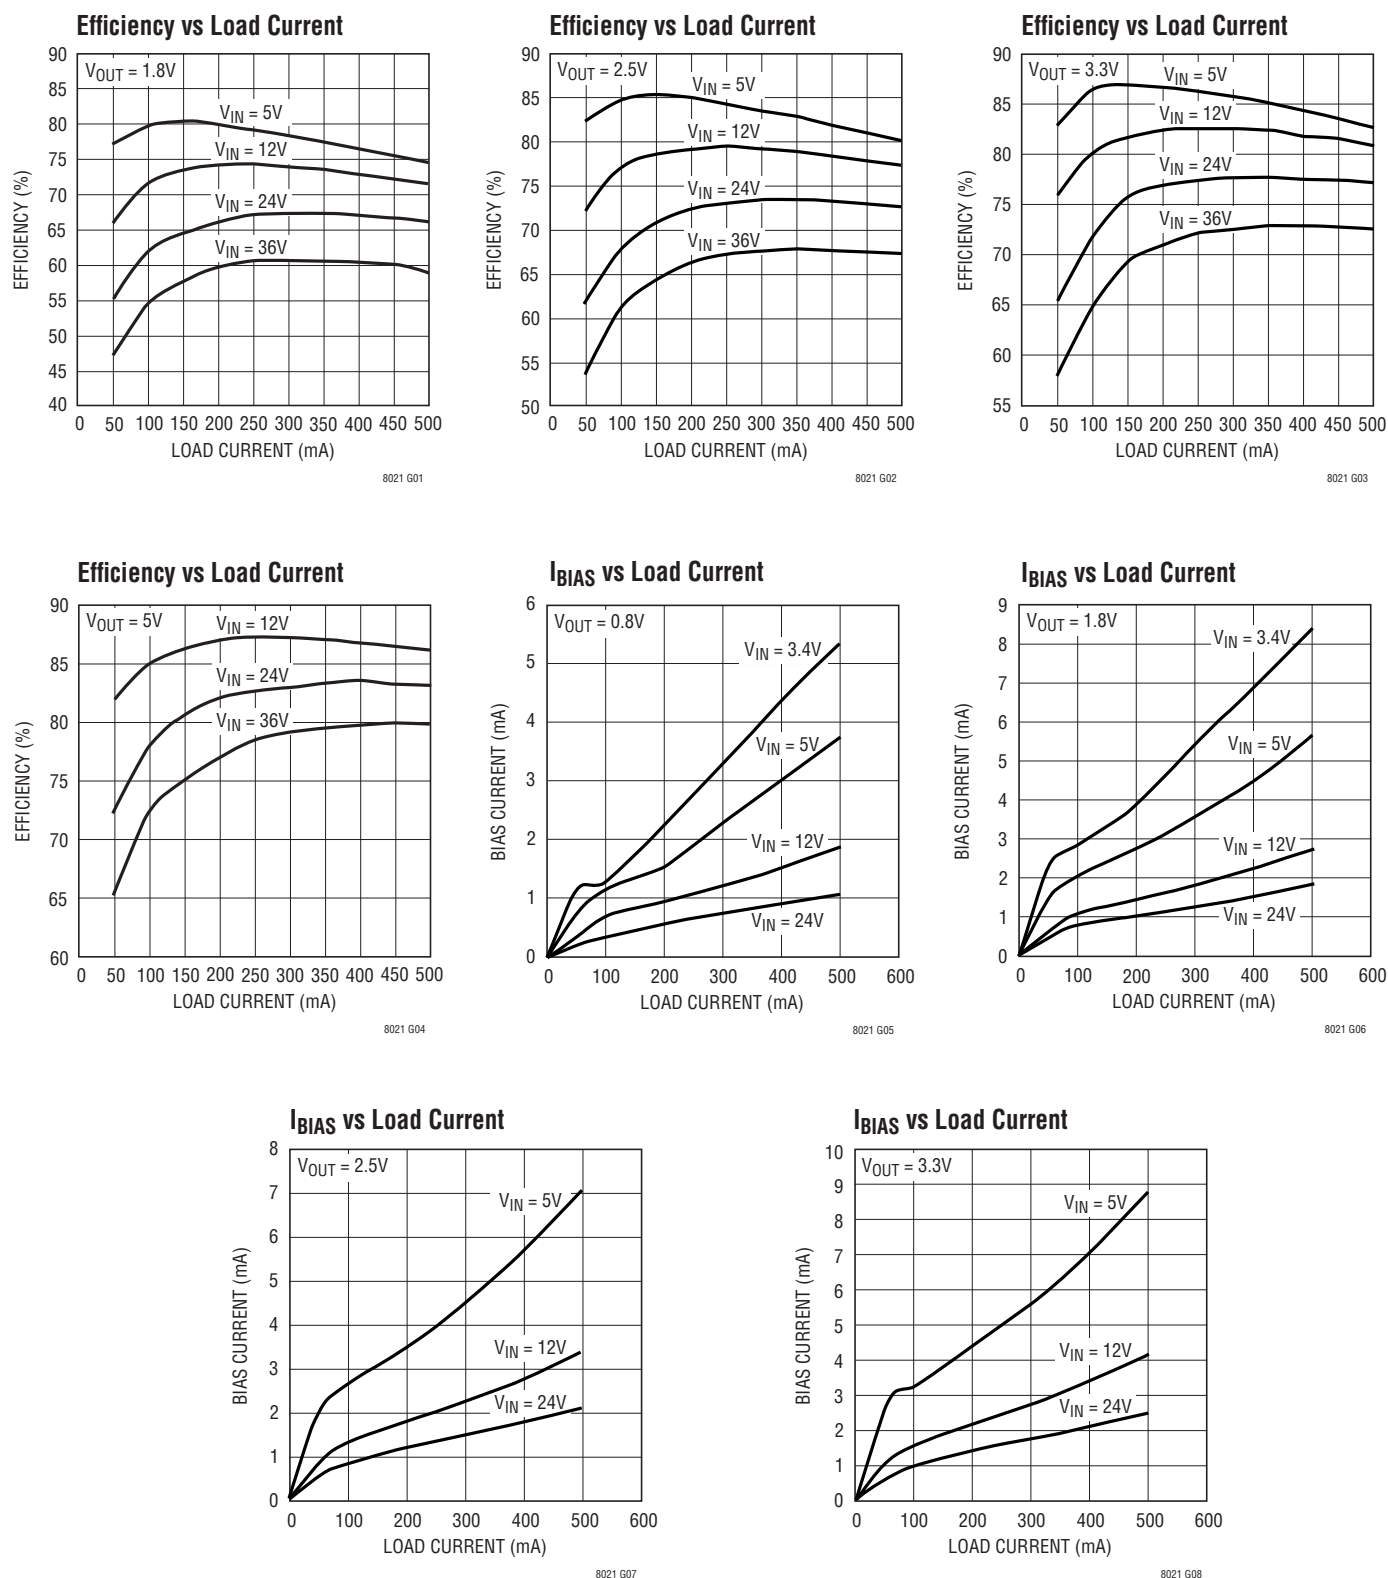 Efficiency vs Load Current
90
85
80
75
70
65
60
55
50
45
40
EFFICIENCY (%)
VOUT = 1.8V
VIN = 5V
VIN = 12V
VIN = 24V
VIN = 36V
0 50 100 150 200 250 300 350 400 450 500
LOAD CURRENT (mA)
8021 G01
Efficiency vs Load Current
90
85
80
75
70
65
60
55
50
EFFICIENCY (%)
VOUT = 2.5V
VIN = 5V
VIN = 12V
VIN = 24V
VIN = 36V
0 50 100 150 200 250 300 350 400 450 500
LOAD CURRENT (mA)
8021 G02
Efficiency vs Load Current
90
85
80
75
70
65
60
55
EFFICIENCY (%)
VOUT = 3.3V
VIN = 5V
VIN = 12V
VIN = 24V
VIN = 36V
0 50 100 150 200 250 300 350 400 450 500
LOAD CURRENT (mA)
8021 G03
Efficiency vs Load Current
90
85
80
75
70
65
60
EFFICIENCY (%)
VOUT = 5V
VIN = 12V
VIN = 24V
VIN = 36V
0 50 100 150 200 250 300 350 400 450 500
LOAD CURRENT (mA)
8021 G04
IBIAS vs Load Current
6
5
4
3
2
1
0
BIAS CURRENT (mA)
VOUT = 0.8V
VIN = 3.4V
VIN = 5V
VIN = 12V
VIN = 24V
0 100 200 300 400 500 600
LOAD CURRENT (mA)
8021 G05
IBIAS vs Load Current
9
8
7
6
5
4
3
2
1
0
BIAS CURRENT (mA)
VOUT = 1.8V
VIN = 3.4V
VIN = 5V
VIN = 12V
VIN = 24V
0 100 200 300 400 500 600
LOAD CURRENT (mA)
8021 G06
IBIAS vs Load Current
8
7
6
5
4
3
2
1
0
BIAS CURRENT (mA)
VOUT = 2.5V
VIN = 5V
VIN = 12V
VIN = 24V
0 100 200 300 400 500 600
LOAD CURRENT (mA)
8021 G07
IBIAS vs Load Current
10
9
8
7
6
5
4
3
2
1
0
BIAS CURRENT (mA)
VOUT = 3.3V
VIN = 5V
VIN = 12V
VIN = 24V
0 100 200 300 400 500 600
LOAD CURRENT (mA)
8021 G08